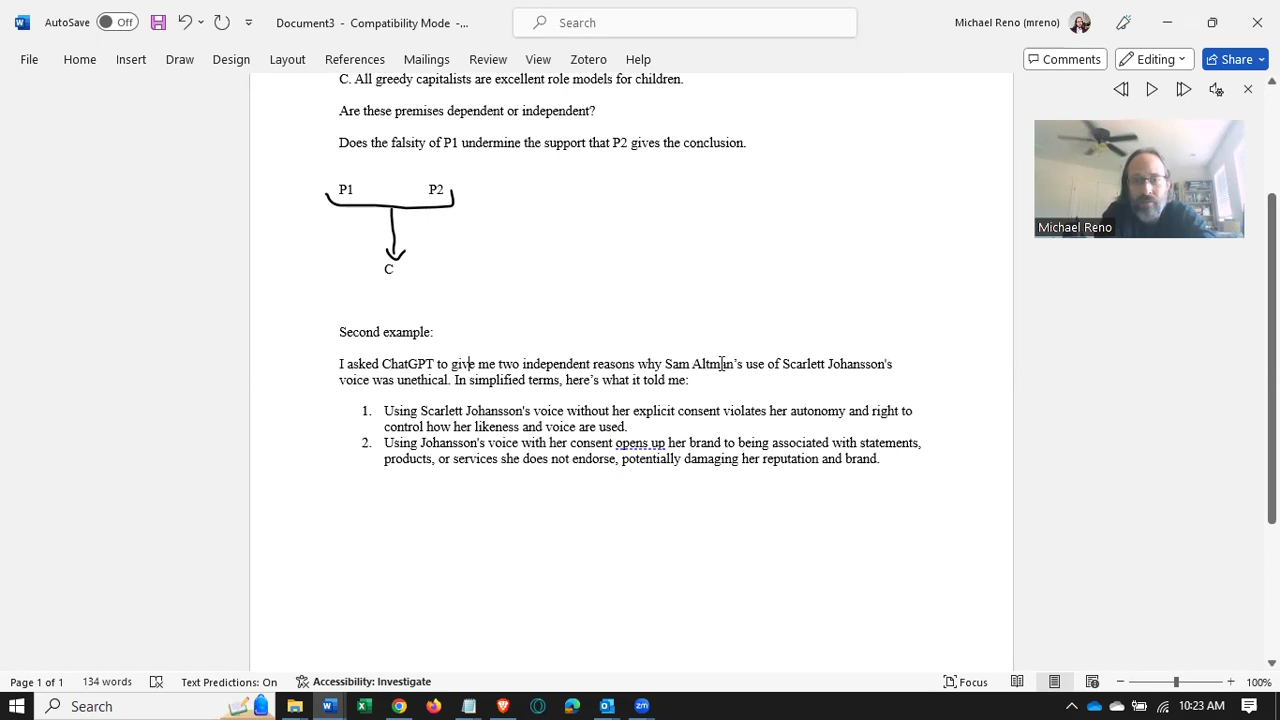 AutoSave Off Document3 - Compatibility Mode -... Search Michael Reno (mreno)
File Home Insert Draw Design Layout References Mailings Review View Zotero Help Comments Editing Share
C. All greedy capitalists are excellent role models for children.
Are these premises dependent or independent?
Does the falsity of P1 undermine the support that P2 gives the conclusion.
P1 P2
C
Michael Reno
Second example:
I asked ChatGPT to give me two independent reasons why Sam Altmin’s use of Scarlett Johansson's
voice was unethical. In simplified terms, here’s what it told me:
1. Using Scarlett Johansson's voice without her explicit consent violates her autonomy and right to
control how her likeness and voice are used.
2. Using Johansson's voice with her consent opens up her brand to being associated with statements,
products, or services she does not endorse, potentially damaging her reputation and brand.
Page 1 of 1 134 words Text Predictions: On Accessibility: Investigate Focus 100%
Search 10:23 AM